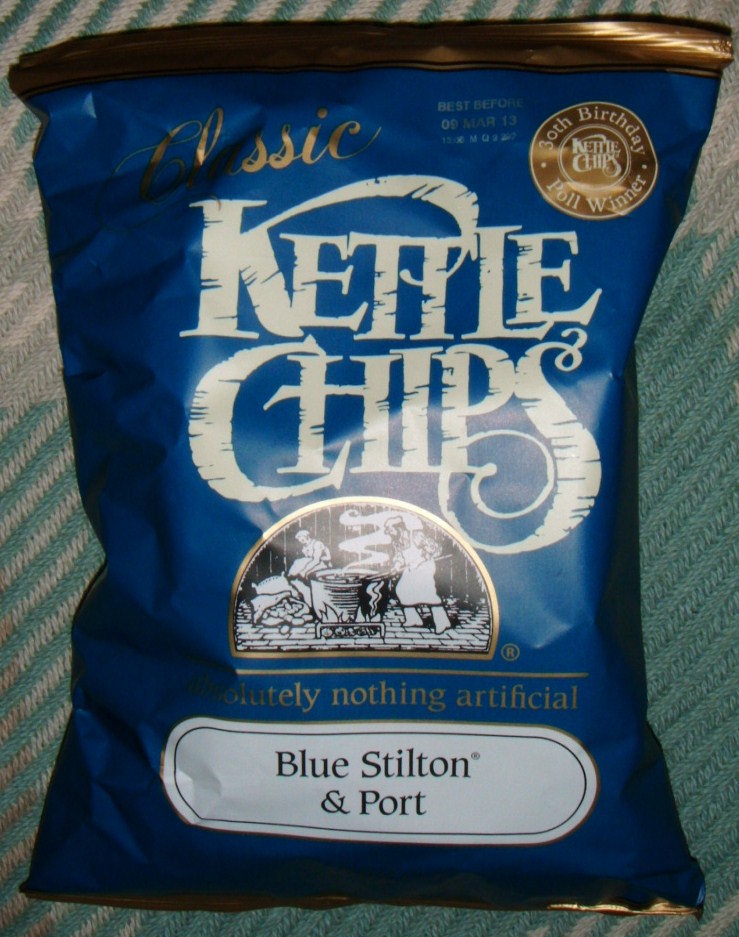 Classic
BEST BEFORE
09 MAR 13
30th Birthday
KETTLE
CHIPS
Poll Winner
KETTLE
CHIPS
®
absolutely nothing artificial
Blue Stilton®
& Port